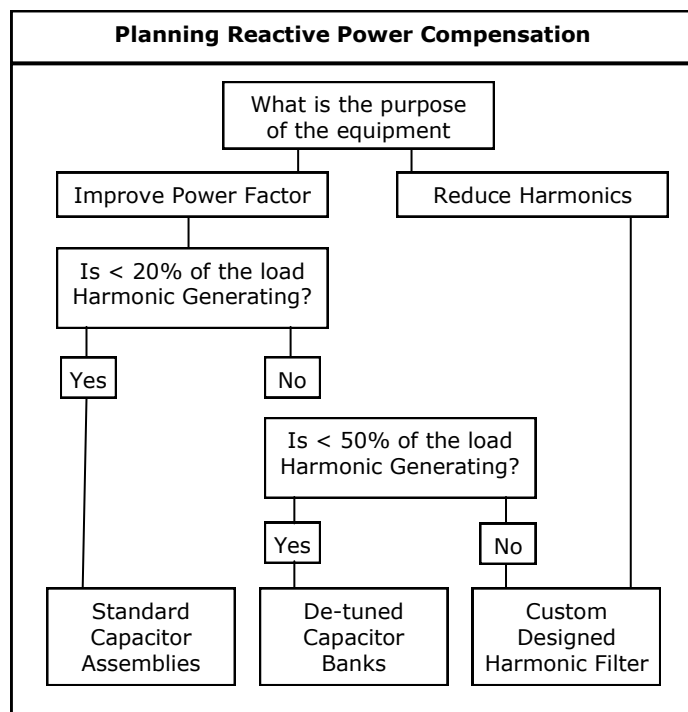 Planning Reactive Power Compensation
What is the purpose
of the equipment
Improve Power Factor
Reduce Harmonics
Is < 20% of the load
Harmonic Generating?
Yes
No
Is < 50% of the load
Harmonic Generating?
Yes
No
Standard
Capacitor
Assemblies
De-tuned
Capacitor
Banks
Custom
Designed
Harmonic Filter